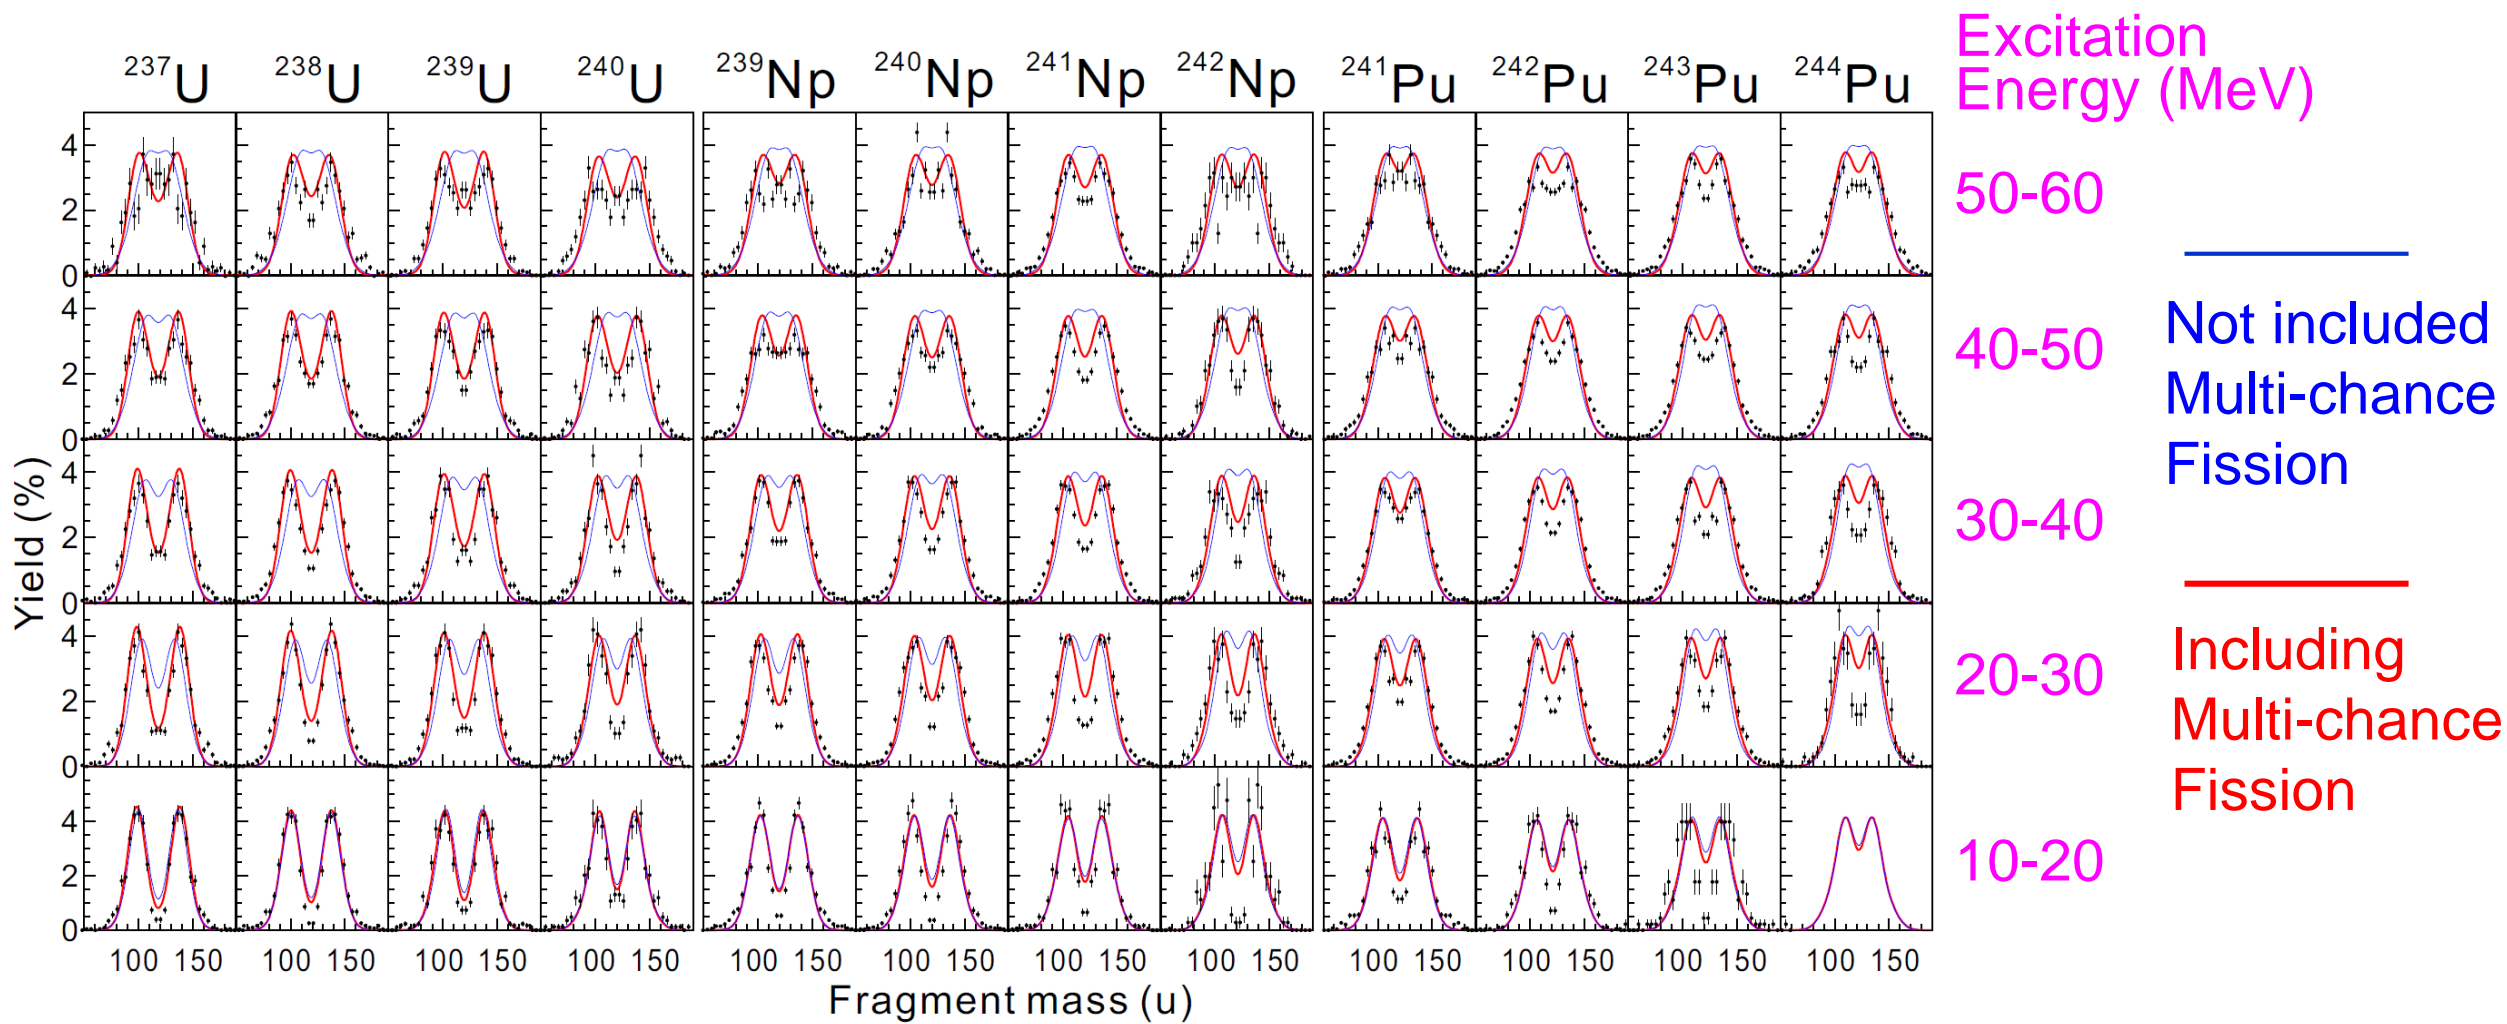 237U 238U 239U 240U 239Np 240Np 241Np 242Np 241Pu 242Pu 243Pu 244Pu
Excitation
Energy (MeV)
4
2
0
50-60
4
2
0
40-50
Not included
Multi-chance
Fission
4
2
0
30-40
4
2
0
20-30
Including
Multi-chance
Fission
4
2
0
10-20
Yield (%)
100 150 100 150 100 150 100 150 100 150 100 150 100 150 100 150 100 150 100 150 100 150 100 150
Fragment mass (u)